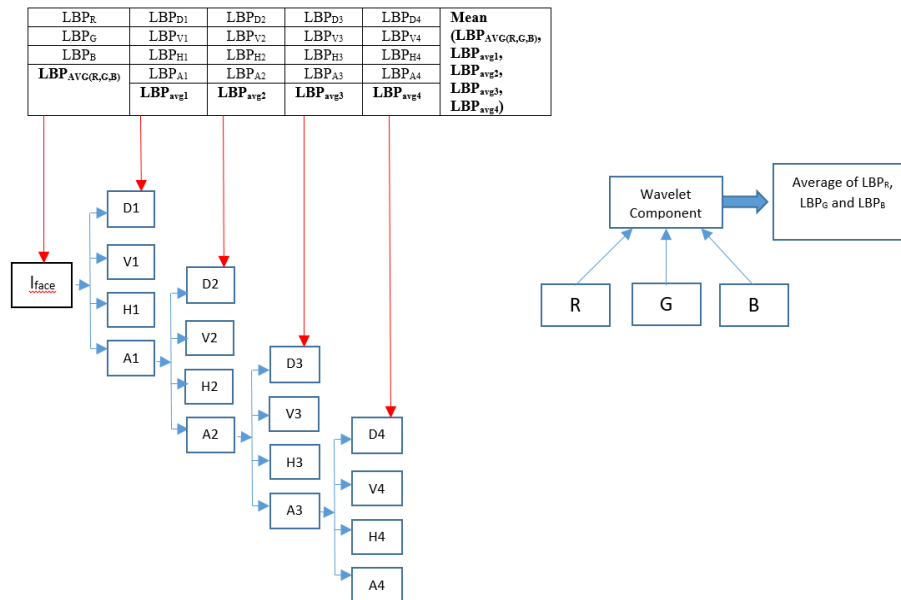 LBPR LBPD1 LBPD2 LBPD3 LBPD4 Mean
LBPG LBPV1 LBPV2 LBPV3 LBPV4 (LBPAVG(R,G,B),
LBPB LBPH1 LBPH2 LBPH3 LBPH4 LBPavg1,
LBPAVG(R,G,B) LBPA1 LBPA2 LBPA3 LBPA4 LBPavg2,
LBPavg1 LBPavg2 LBPavg3 LBPavg4 LBPavg3,
LBPavg4)
Iface
D1
V1
H1
A1
D2
V2
H2
A2
D3
V3
H3
A3
D4
V4
H4
A4
Wavelet
Component
Average of LBPR,
LBPG and LBPB
R G B